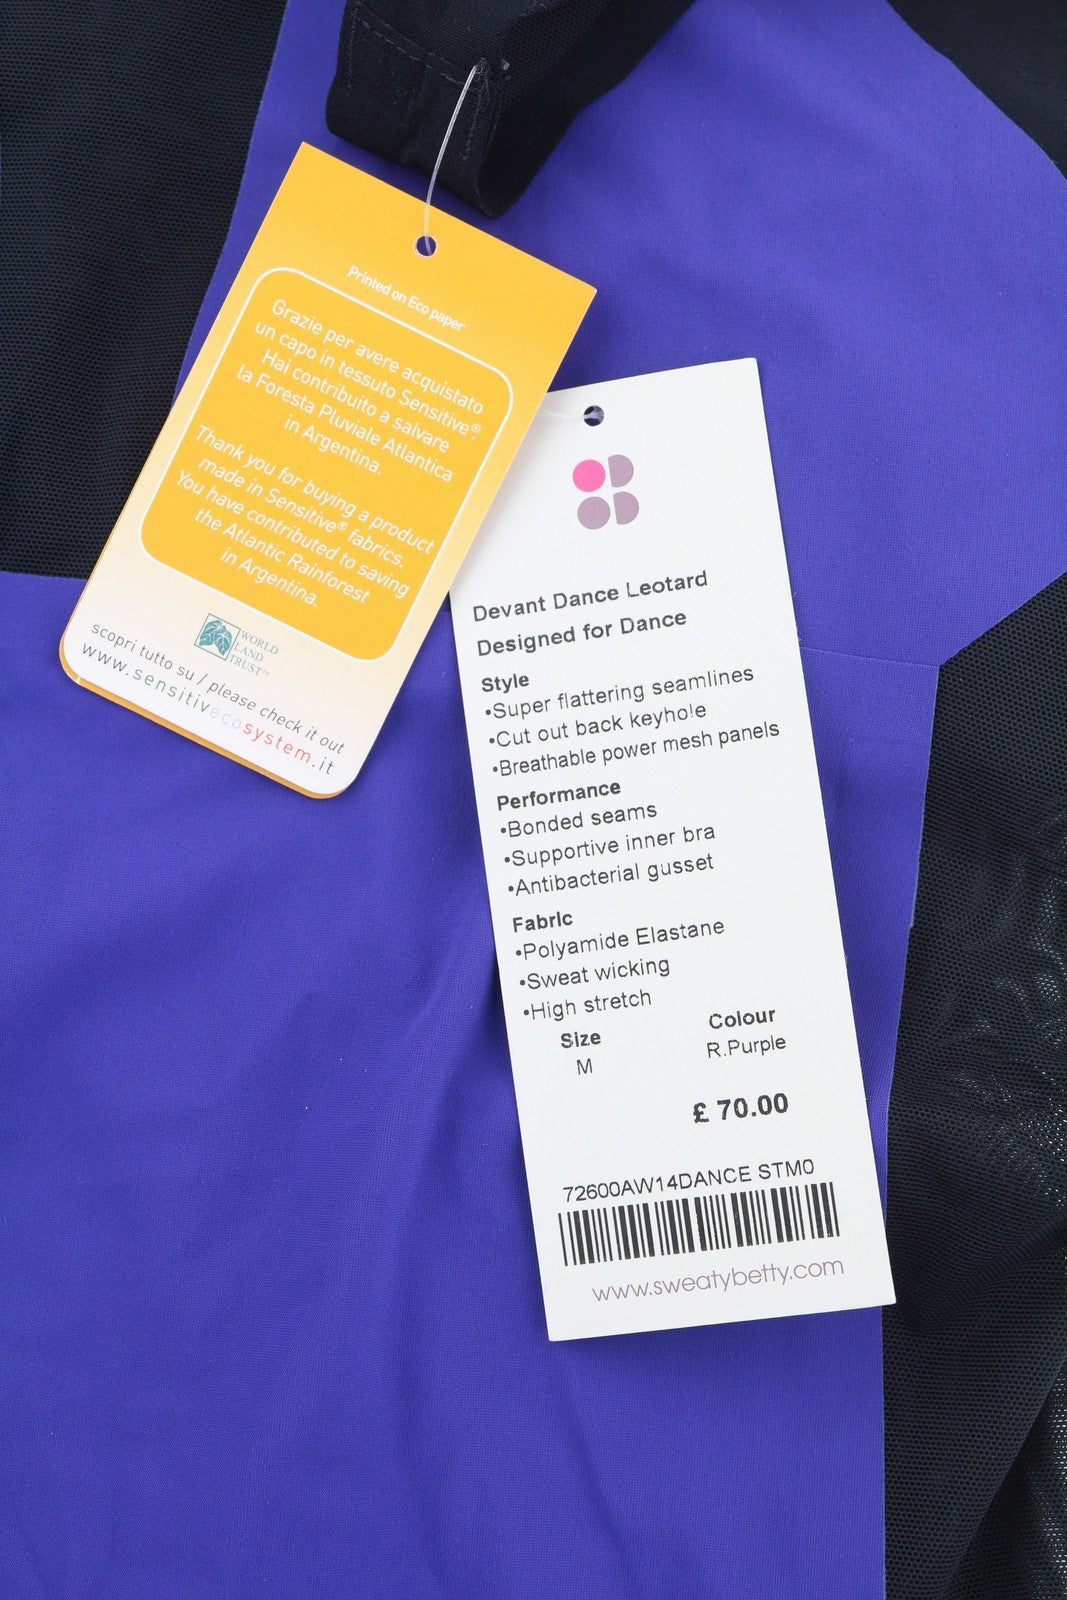 Printed on Eco paper
Grazie per avere acquistato
un capo in tessuto Sensitive®.
Hai contribuito a salvare
la Foresta Pluviale Atlantica
in Argentina.
Thank you for buying a product
made in Sensitive® fabrics.
You have contributed to saving
the Atlantic Rainforest
in Argentina.
WORLD
LAND
TRUST™
scopri tutto su / please check it out
www.sensitivecosystem.it
Devant Dance Leotard
Designed for Dance
Style
•Super flattering seamlines
•Cut out back keyhole
•Breathable power mesh panels
Performance
•Bonded seams
•Supportive inner bra
•Antibacterial gusset
Fabric
•Polyamide Elastane
•Sweat wicking
•High stretch
Size Colour
M R.Purple
£ 70.00
72600AW14DANCE STM0
www.sweatybetty.com